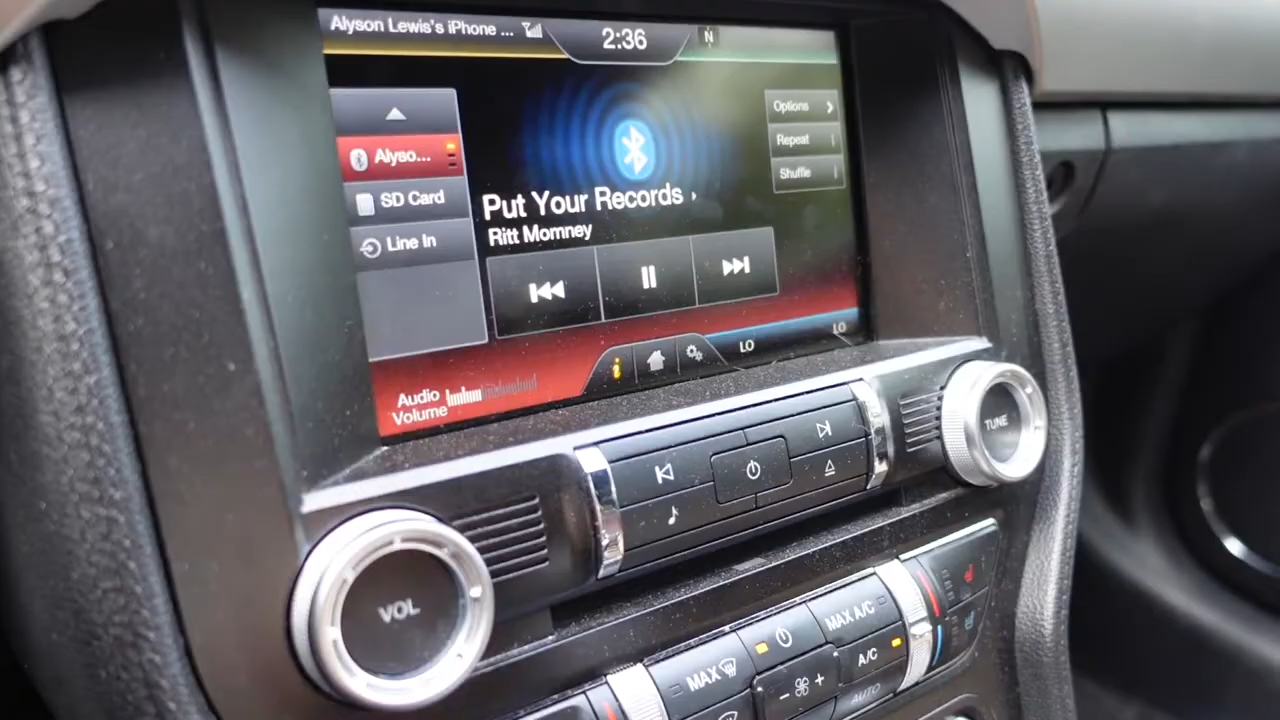 Alyson Lewis's iPhone ...
2:36
N
Options
Repeat
Shuffle
Alyso...
SD Card
Line In
Put Your Records
Ritt Momney
LO
LO
i
Audio
Volume
TUNE
VOL
MAX A/C
MAX
A/C
AUTO